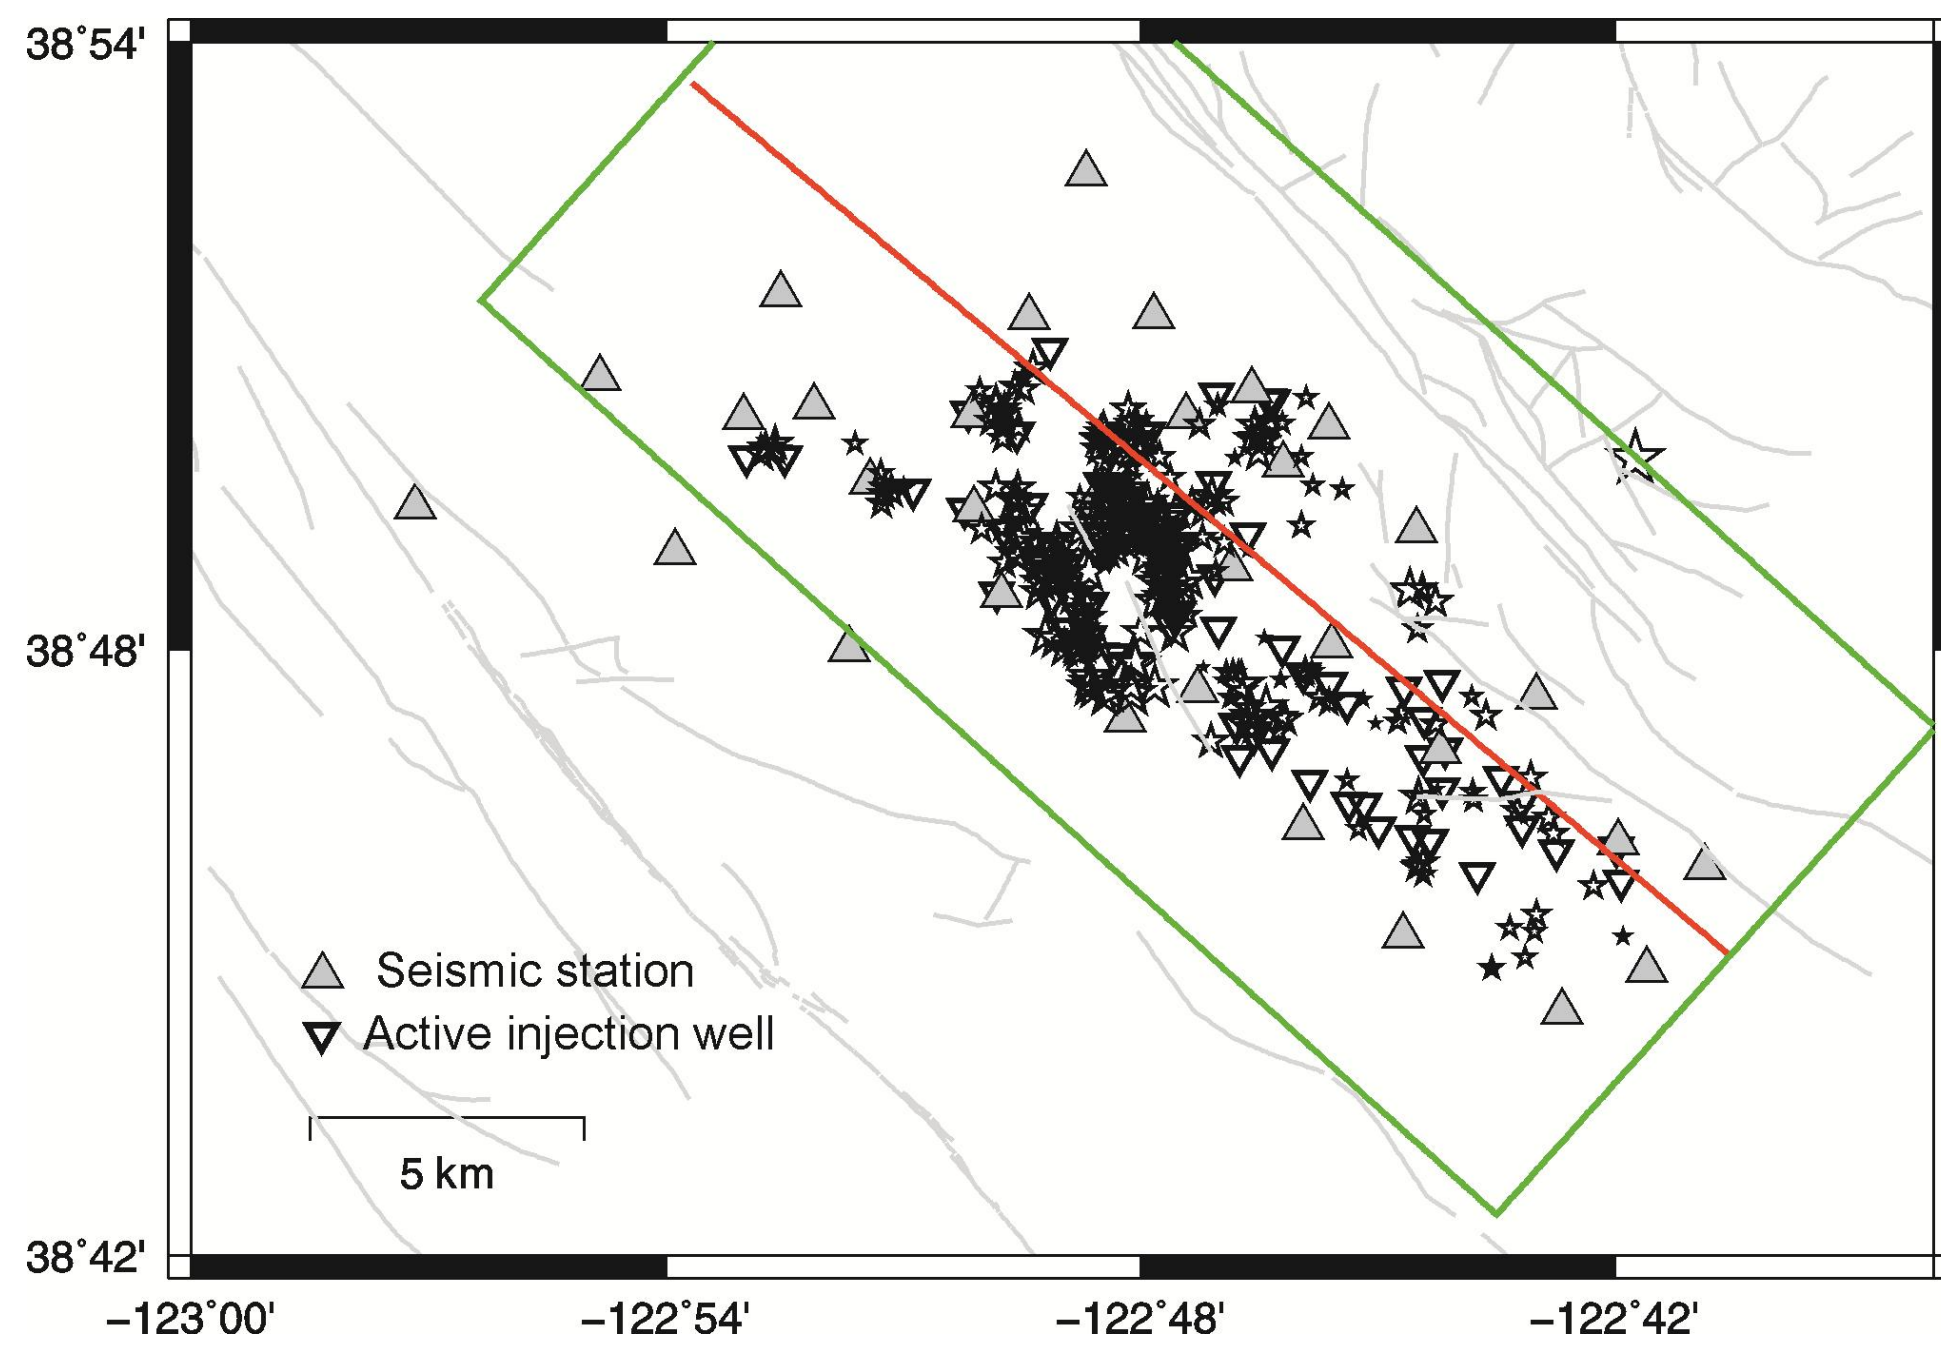 38°54'
38°48'
Seismic station
Active injection well
5 km
38°42'
−123°00'
−122°54'
−122°48'
−122°42'